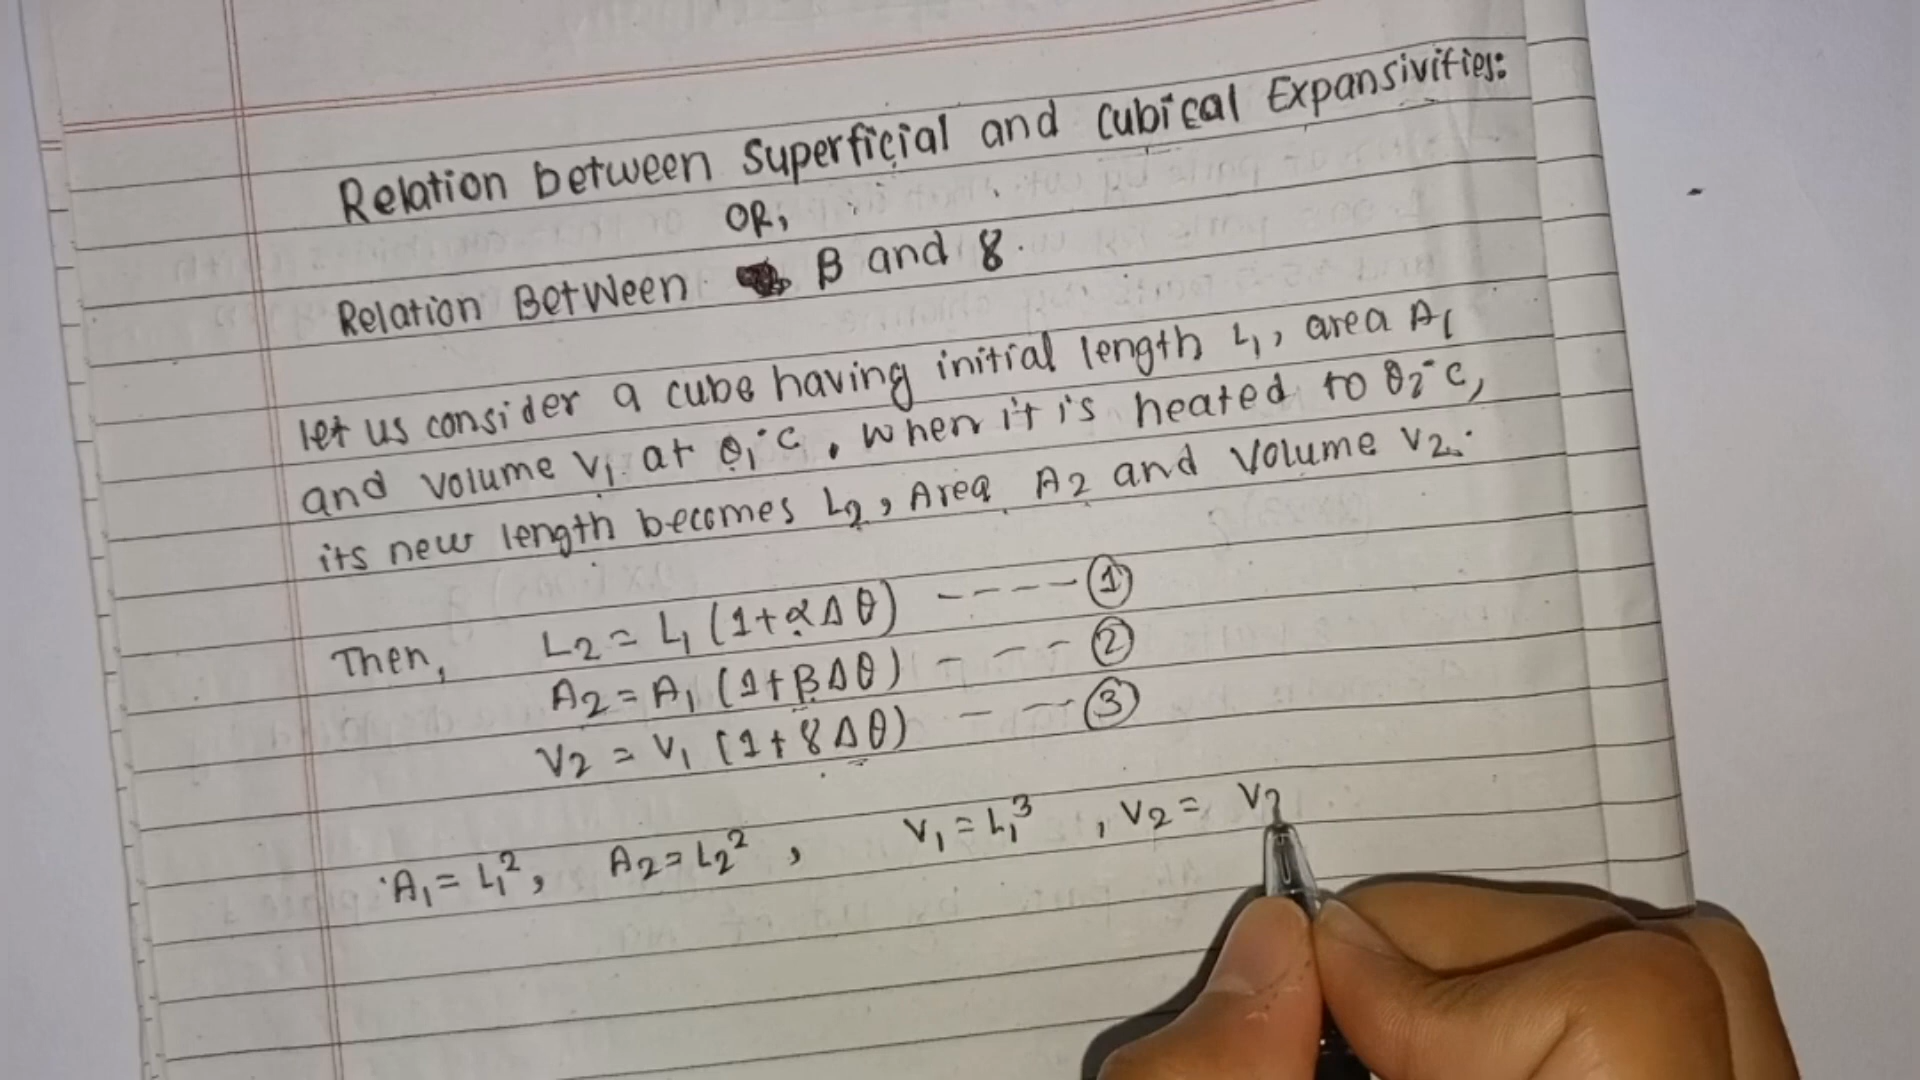 Relation between Superficial and Cubical Expansivities:
OR,
Relation Between β and γ.
let us consider a cube having initial length L₁, area A₁
and volume V₁ at θ₁°C, when it is heated to θ₂°C,
its new length becomes L₂, Area A₂ and Volume V₂.
Then, L₂ = L₁ (1+αΔθ) ---- ①
A₂ = A₁ (1+βΔθ) --- ②
V₂ = V₁ (1+γΔθ) --- ③
A₁ = L₁², A₂ = L₂², V₁ = L₁³, V₂ = V₂